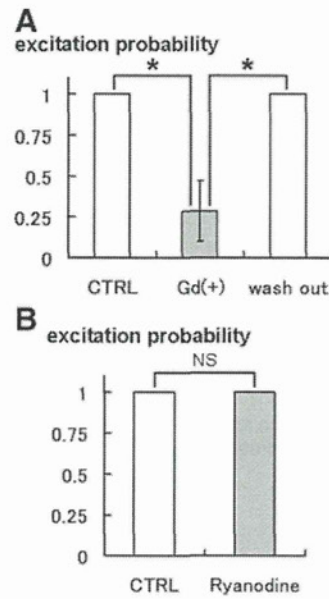 A
excitation probability
* *
1
0.75
0.5
0.25
0
CTRL Gd(+) wash out
B
excitation probability
NS
1
0.75
0.5
0.25
0
CTRL Ryanodine